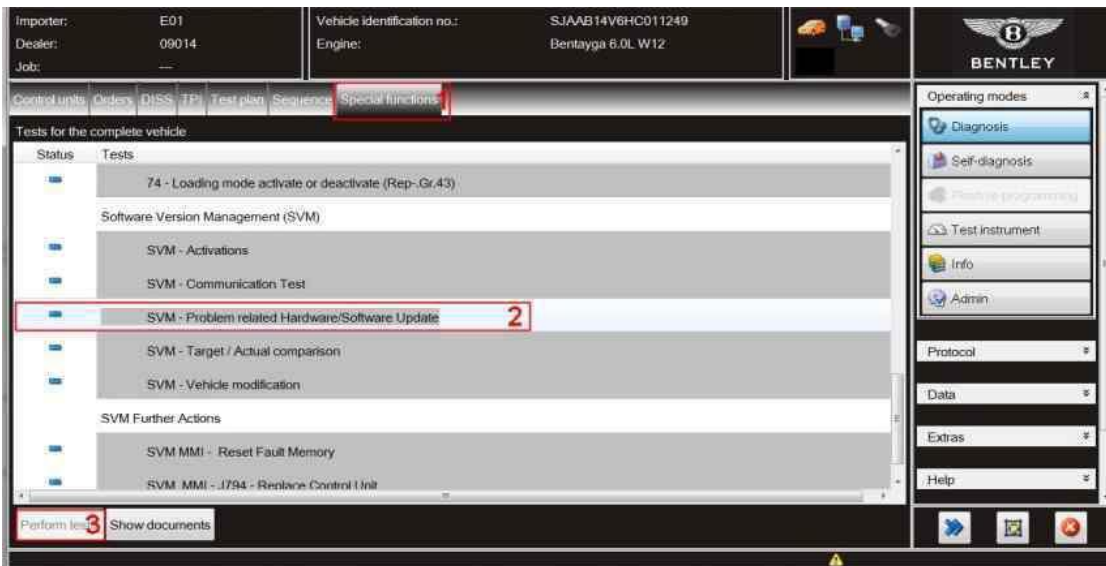 Importer: E01 Vehicle identification no.: SJAAB14V6HC011249
Dealer: 09014 Engine: Bentayga 6.0L W12
Job: ---
B
BENTLEY
Control units Orders DISS TPI Test plan Sequence Special functions 1
Tests for the complete vehicle
Status Tests
74 - Loading mode activate or deactivate (Rep-.Gr.43)
Software Version Management (SVM)
SVM - Activations
SVM - Communication Test
SVM - Problem related Hardware/Software Update 2
SVM - Target / Actual comparison
SVM - Vehicle modification
SVM Further Actions
SVM MMI - Reset Fault Memory
SVM MMI - J794 - Replace Control Unit
Perform 3 Show documents
Operating modes
Diagnosis
Self-diagnosis
programming
Test instrument
Info
Admin
Protocol
Data
Extras
Help